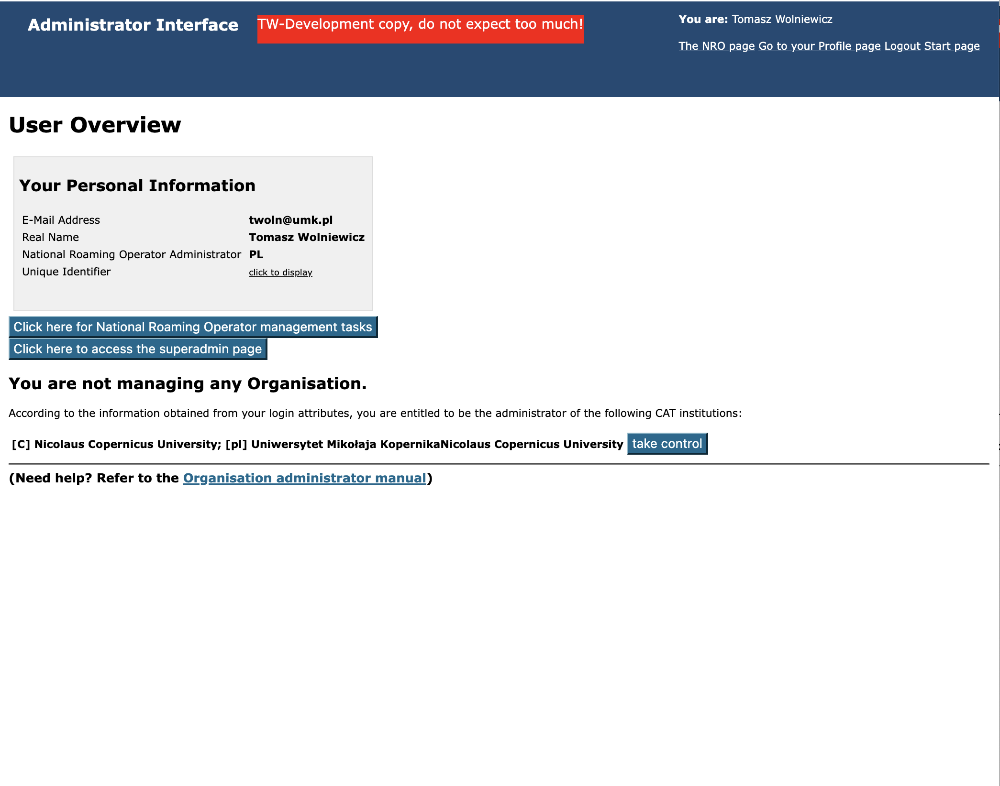 Administrator Interface
TW-Development copy, do not expect too much!
You are: Tomasz Wolniewicz
The NRO page Go to your Profile page Logout Start page
User Overview
Your Personal Information
E-Mail Address twoln@umk.pl
Real Name Tomasz Wolniewicz
National Roaming Operator Administrator PL
Unique Identifier click to display
Click here for National Roaming Operator management tasks
Click here to access the superadmin page
You are not managing any Organisation.
According to the information obtained from your login attributes, you are entitled to be the administrator of the following CAT institutions:
[C] Nicolaus Copernicus University; [pl] Uniwersytet Mikołaja KopernikaNicolaus Copernicus University take control
(Need help? Refer to the Organisation administrator manual)